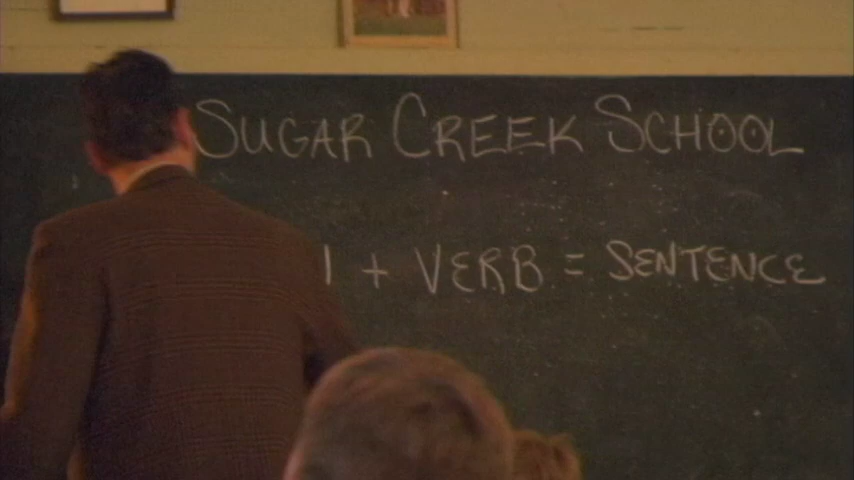 SUGAR CREEK SCHOOL
+ VERB = SENTENCE